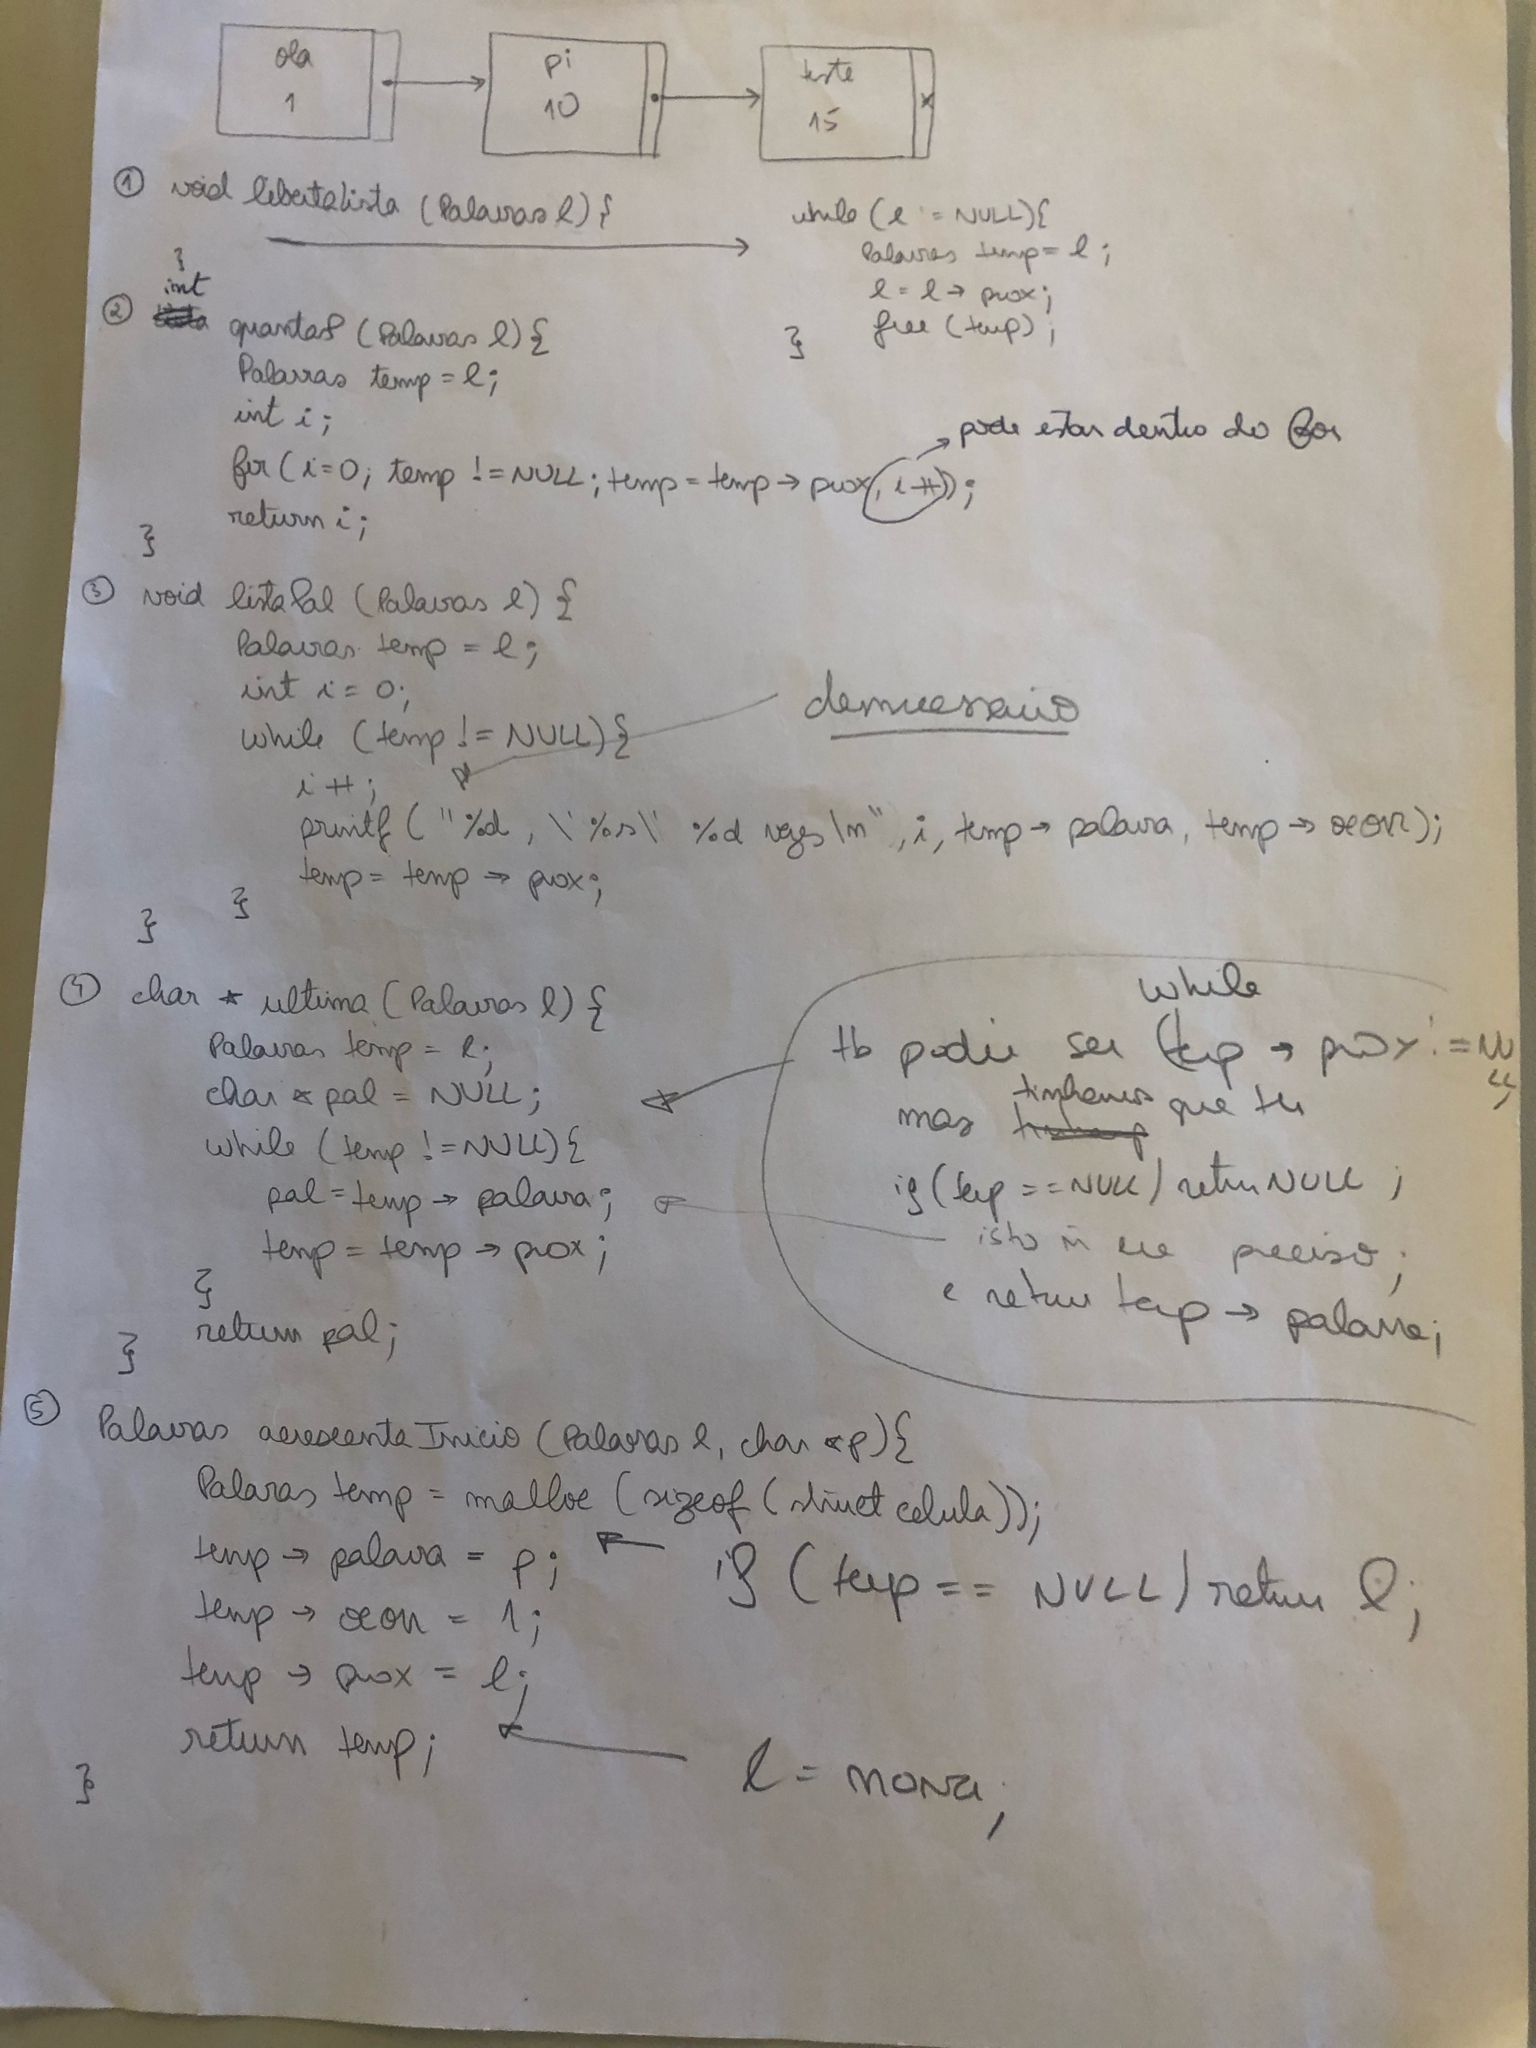 ola
1
pi
10
teste
15
① void libertalista (Palavras l) {
}
while (l != NULL){
Palavras temp = l;
l = l → prox;
free (temp);
}
② int
quantasP (Palavras l) {
Palavras temp = l;
int i;
for (i=0; temp != NULL; temp = temp → prox, i++);
pode estar dentro do for
return i;
}
③ void listaPal (Palavras l) {
Palavras temp = l;
int i = 0;
desnecessario
while (temp != NULL) {
i++;
printf ("%d, \'%s\' %d vezes \n", i, temp → palavra, temp → ocorr);
temp = temp → prox;
}
}
④ char * ultima (Palavras l) {
Palavras temp = l;
char * pal = NULL;
while (temp != NULL) {
pal = temp → palavra;
temp = temp → prox;
}
return pal;
}
while
tb podia ser (temp → prox != NULL)
mas tinhamos que ter
if (temp == NULL) return NULL;
isto ñ era preciso;
e return temp → palavra;
⑤ Palavras acrescentaInicio (Palavras l, char *p) {
Palavras temp = malloc (sizeof (struct celula));
temp → palavra = p;
if (temp == NULL) return l;
temp → ocorr = 1;
temp → prox = l;
return temp;
l = nova;
}